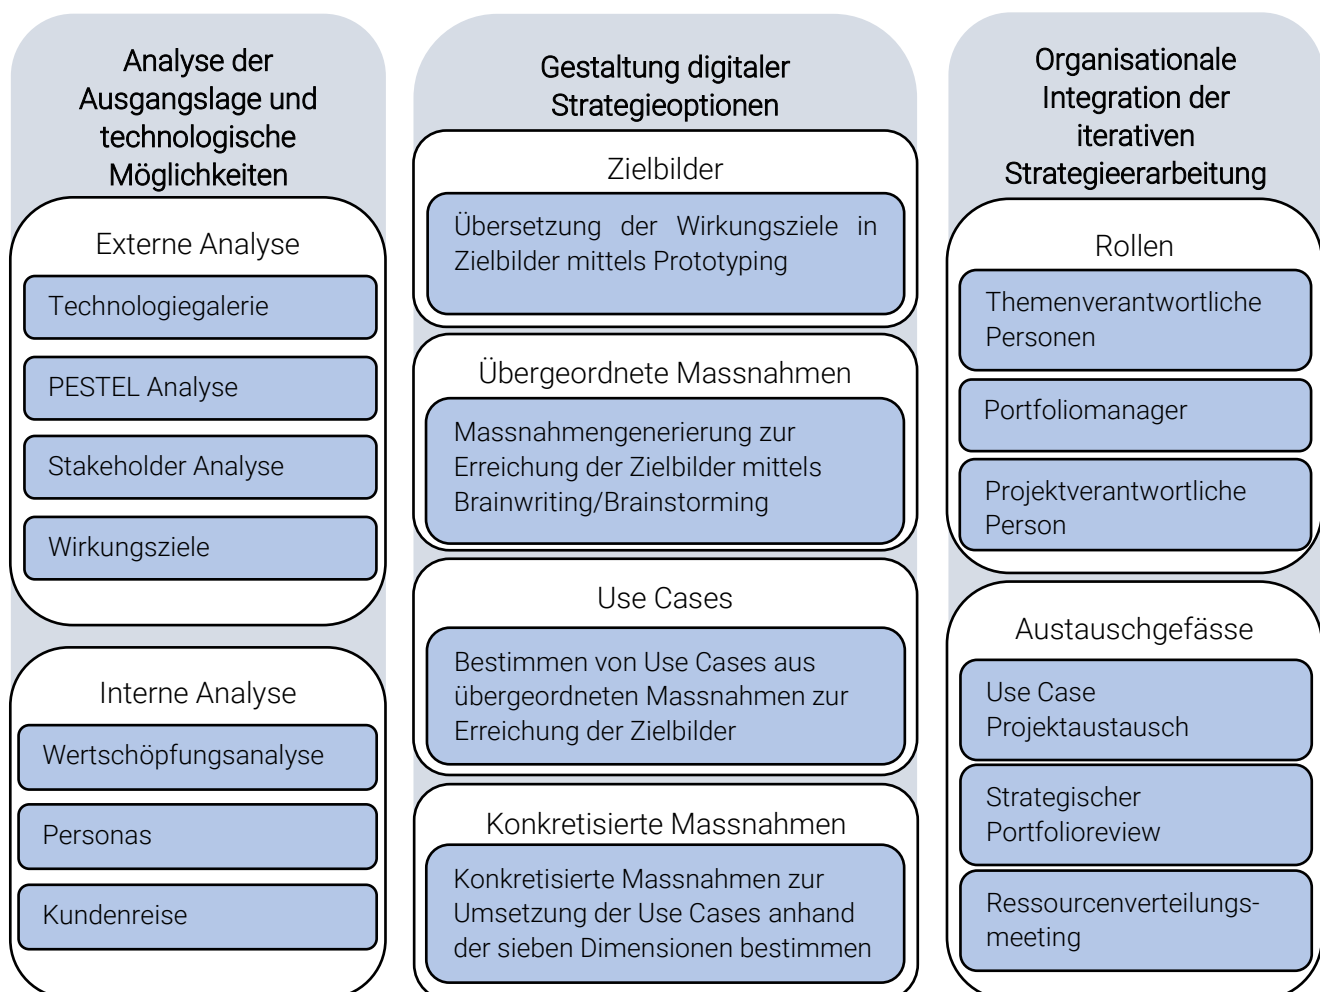 Analyse der
Ausgangslage und
technologische
Möglichkeiten
Externe Analyse
Technologiegalerie
PESTEL Analyse
Stakeholder Analyse
Wirkungsziele
Interne Analyse
Wertschöpfungsanalyse
Personas
Kundenreise
Gestaltung digitaler
Strategieoptionen
Zielbilder
Übersetzung der Wirkungsziele in
Zielbilder mittels Prototyping
Übergeordnete Massnahmen
Massnahmengenerierung zur
Erreichung der Zielbilder mittels
Brainwriting/Brainstorming
Use Cases
Bestimmen von Use Cases aus
übergeordneten Massnahmen zur
Erreichung der Zielbilder
Konkretisierte Massnahmen
Konkretisierte Massnahmen zur
Umsetzung der Use Cases anhand
der sieben Dimensionen bestimmen
Organisationale
Integration der
iterativen
Strategieerarbeitung
Rollen
Themenverantwortliche
Personen
Portfoliomanager
Projektverantwortliche
Person
Austauschgefässe
Use Case
Projektaustausch
Strategischer
Portfolioreview
Ressourcenverteilungs-
meeting